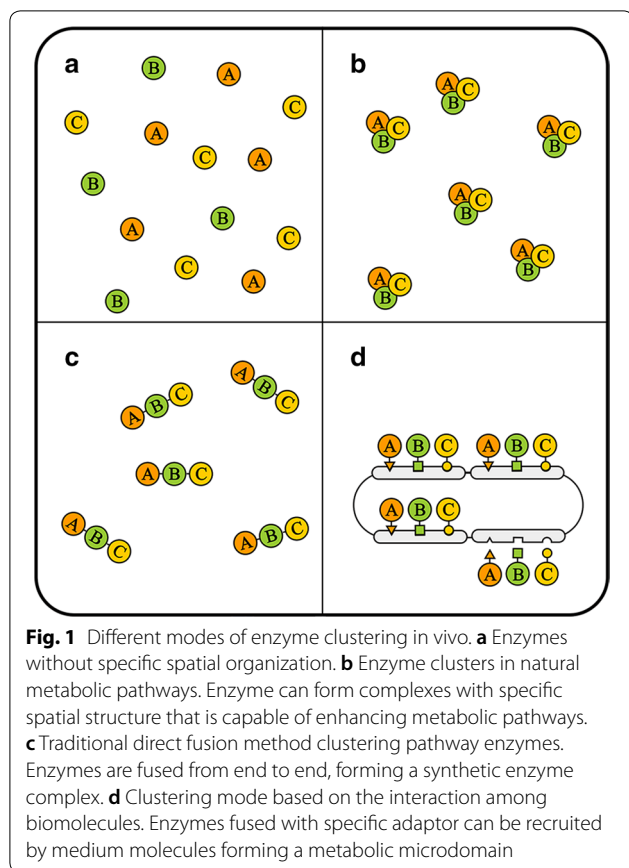 a
B
A
C
C
A
C
A
B
B
A
C
C
A
B
b
A C
B
A C
B
A C
B
A C
B
A C
B
A C
B
c
A B C
A B C
A B C
A B C
A B C
d
A B C A B C
A B C
A B C
Fig. 1 Different modes of enzyme clustering in vivo. a Enzymes
without specific spatial organization. b Enzyme clusters in natural
metabolic pathways. Enzyme can form complexes with specific
spatial structure that is capable of enhancing metabolic pathways.
c Traditional direct fusion method clustering pathway enzymes.
Enzymes are fused from end to end, forming a synthetic enzyme
complex. d Clustering mode based on the interaction among
biomolecules. Enzymes fused with specific adaptor can be recruited
by medium molecules forming a metabolic microdomain